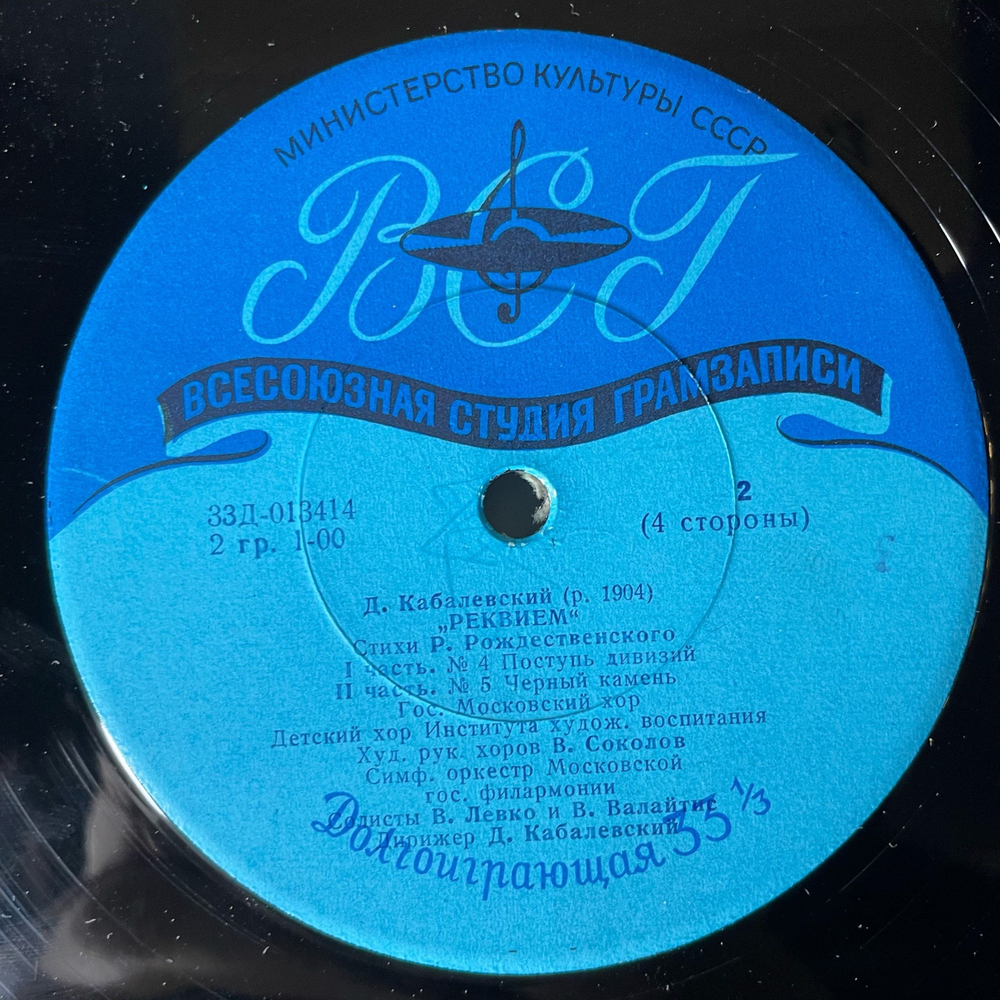 МИНИСТЕРСТВО КУЛЬТУРЫ СССР
ВСГ
ВСЕСОЮЗНАЯ СТУДИЯ ГРАМЗАПИСИ
33Д-013414
2 гр. 1-00
2
(4 стороны)
Д. Кабалевский (р. 1904)
„РЕКВИЕМ“
Стихи Р. Рождественского
I часть. № 4 Поступь дивизий
II часть. № 5 Черный камень
Гос. Московский хор
Детский хор Института худож. воспитания
Худ. рук. хоров В. Соколов
Симф. оркестр Московской
гос. филармонии
Солисты В. Левко и В. Валайтис
Дирижер Д. Кабалевский
Долгоиграющая 33 1/3